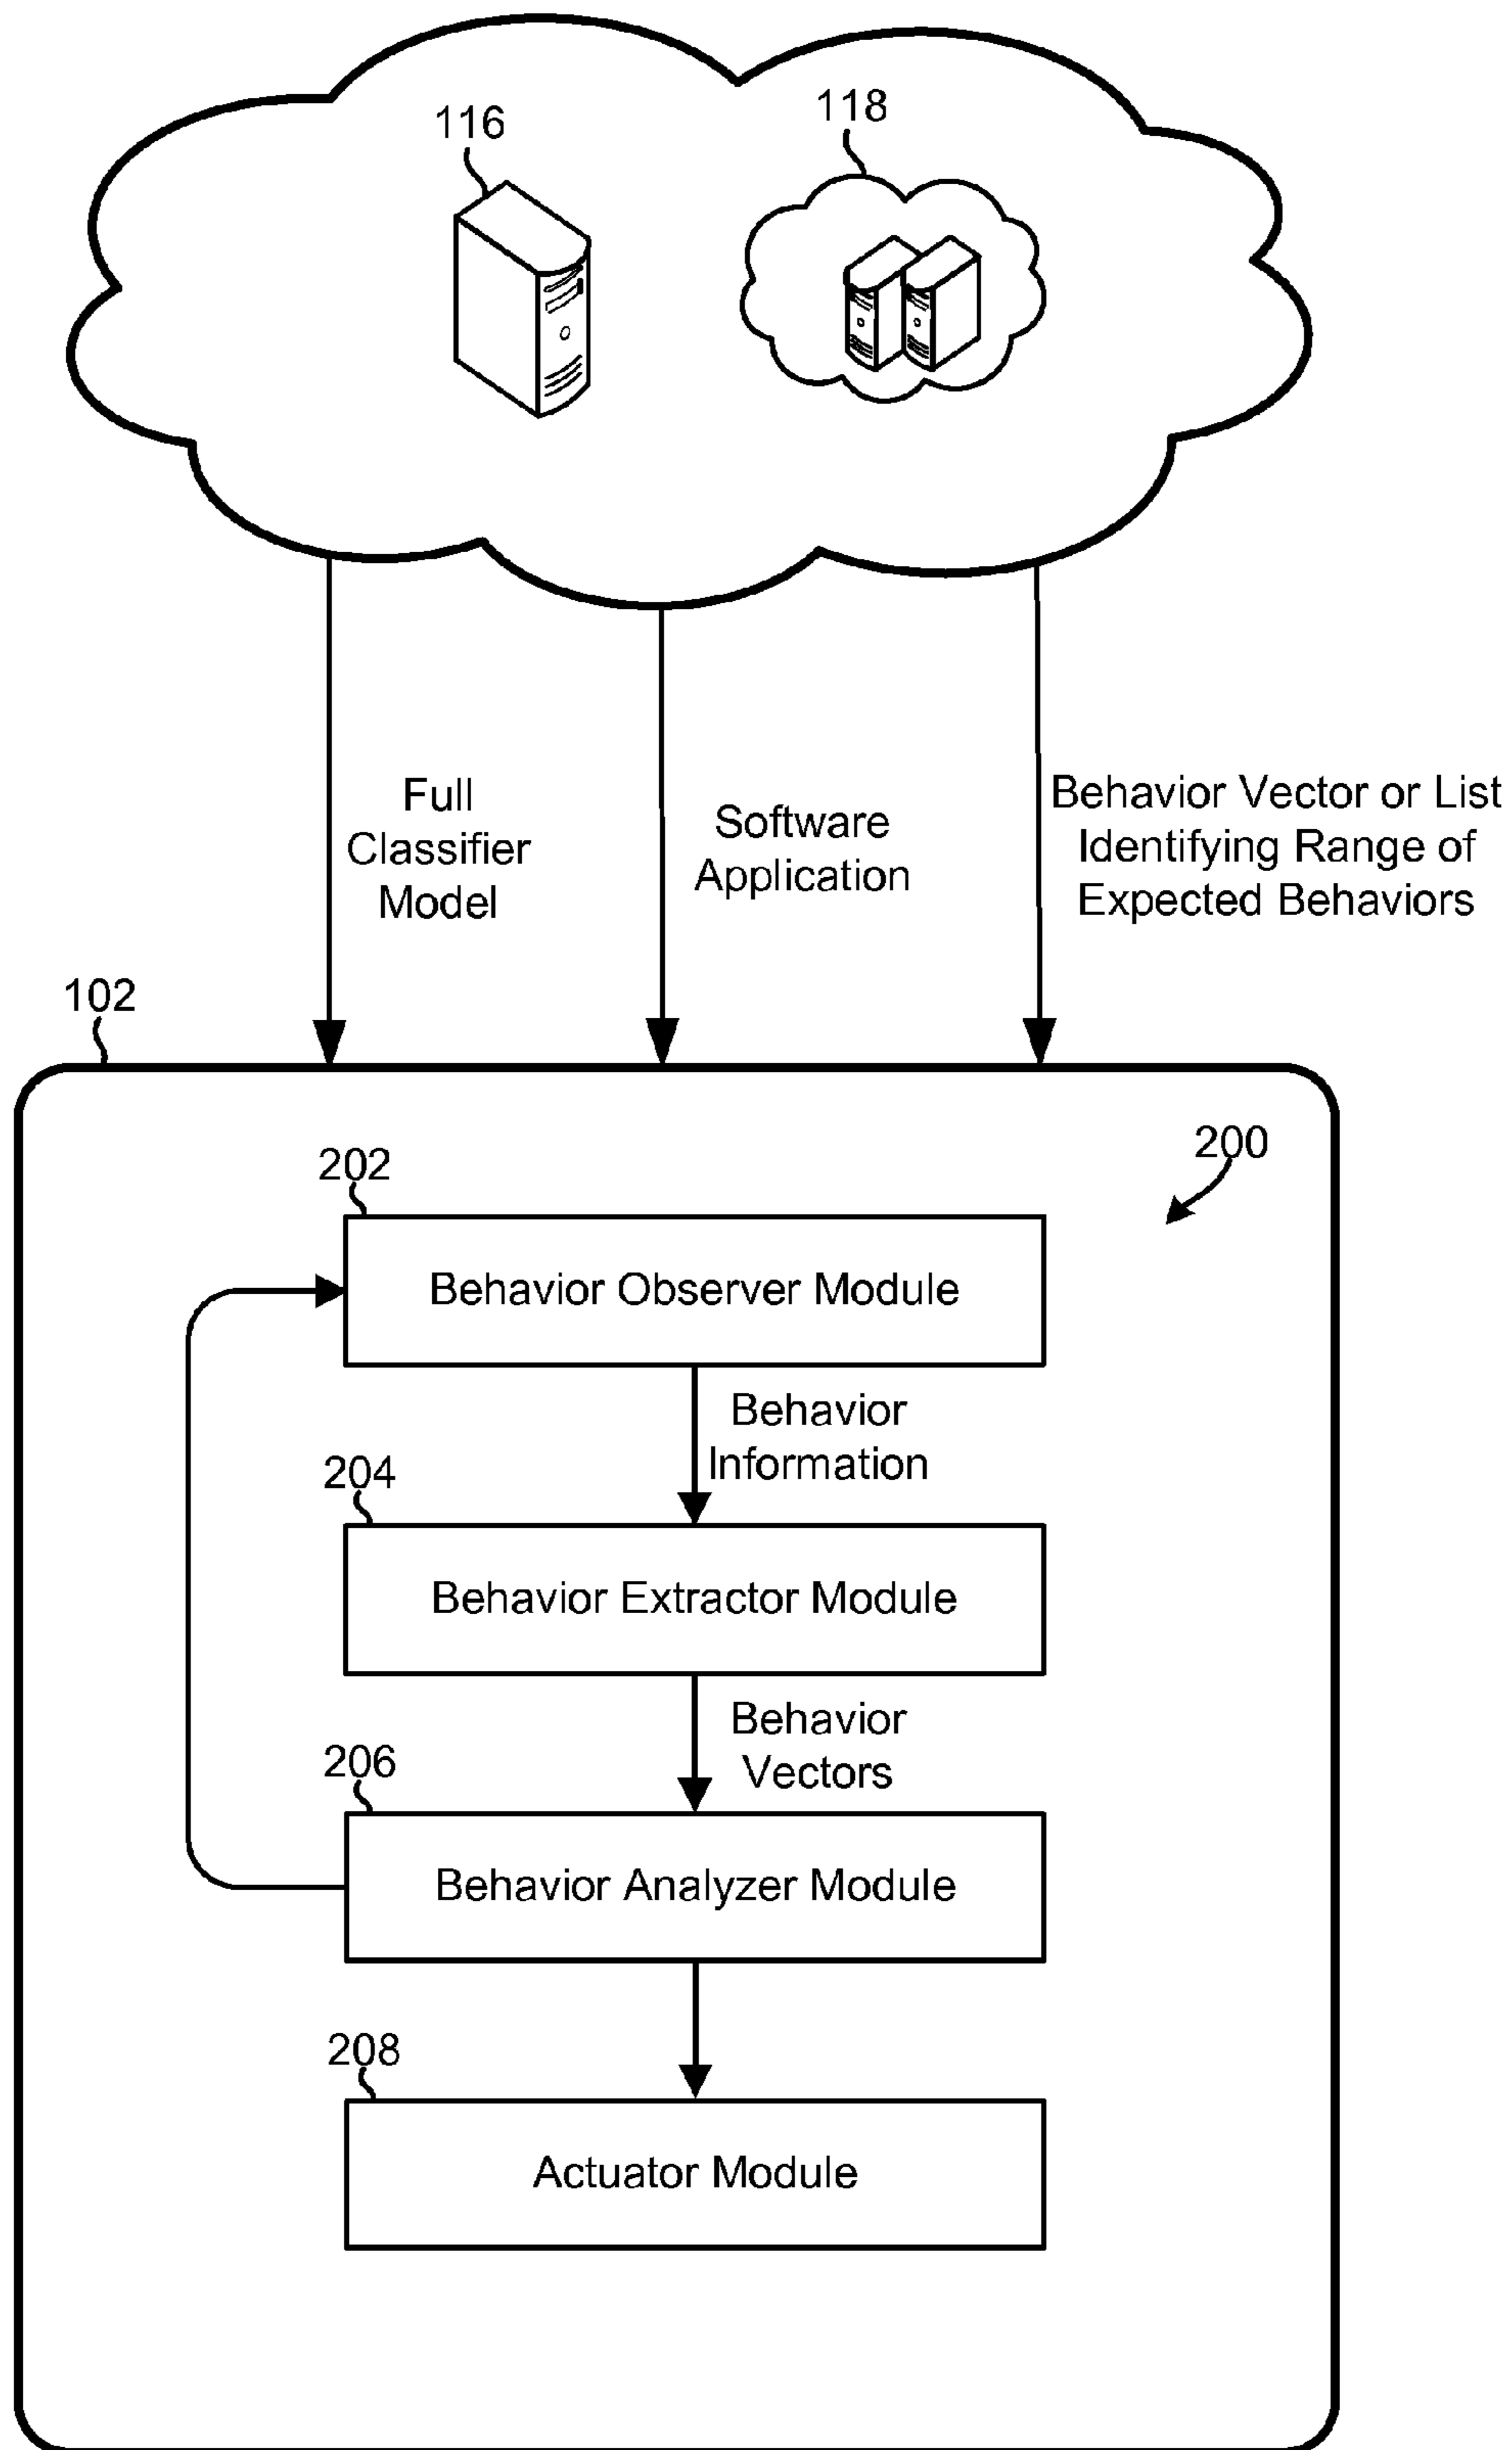 116
118
Full
Classifier
Model
Software
Application
Behavior Vector or List
Identifying Range of
Expected Behaviors
102
200
202
Behavior Observer Module
Behavior
Information
204
Behavior Extractor Module
Behavior
Vectors
206
Behavior Analyzer Module
208
Actuator Module